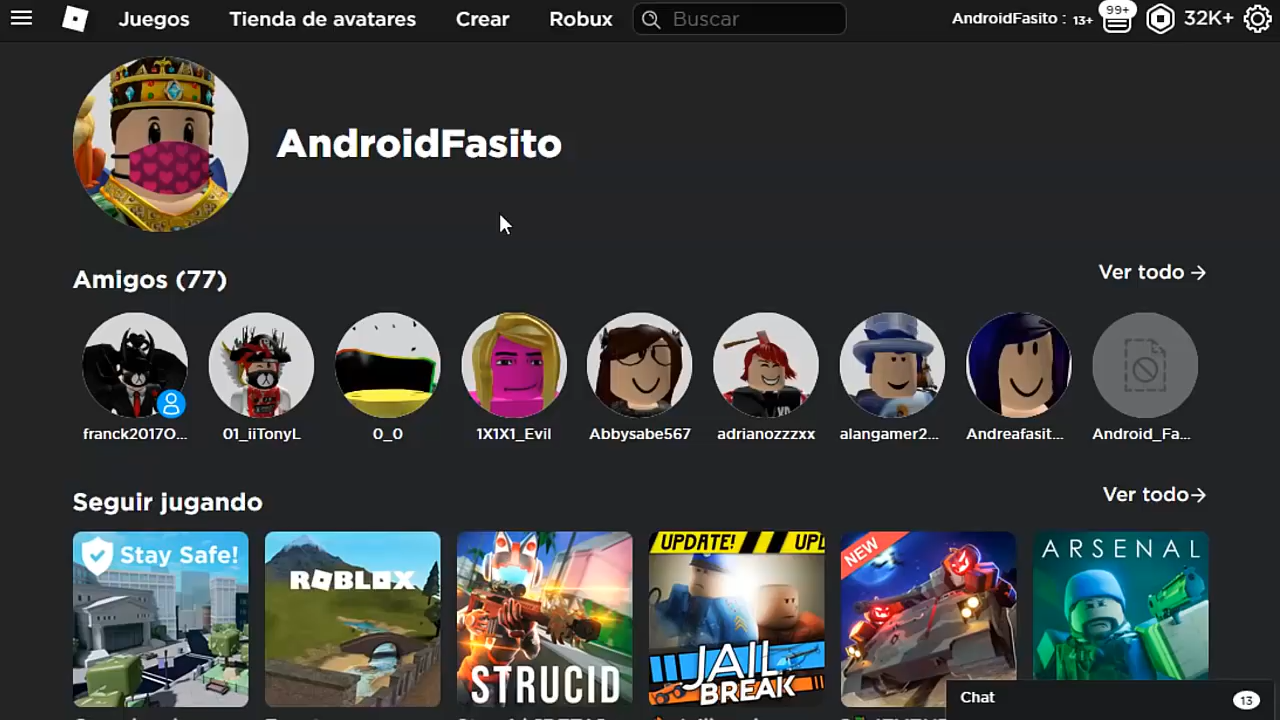 Juegos
Tienda de avatares
Crear
Robux
Buscar
AndroidFasito : 13+
99+
32K+
AndroidFasito
Amigos (77)
Ver todo →
franck2017O...
01_iiTonyL
0_0
1X1X1_Evil
Abbysabe567
adrianozzzxx
alangamer2...
Andreafasit...
Android_Fa...
Seguir jugando
Ver todo→
Stay Safe!
ROBLOX
STRUCID
UPDATE!
UPD
JAIL
BREAK
NEW
ARSENAL
Chat
13